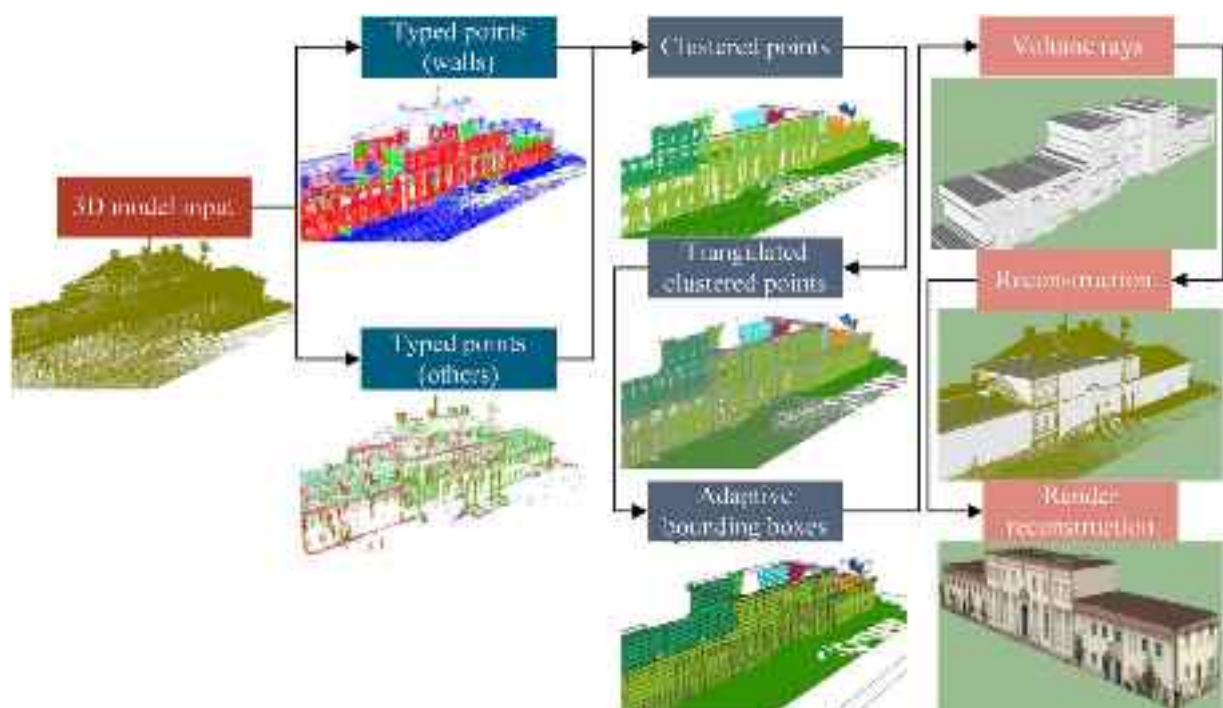 3D model input
Typed points
(walls)
Typed points
(others)
Clustered points
Triangulated
clustered points
Adaptive
bounding boxes
Volume rays
Reconstruction
Render
reconstruction